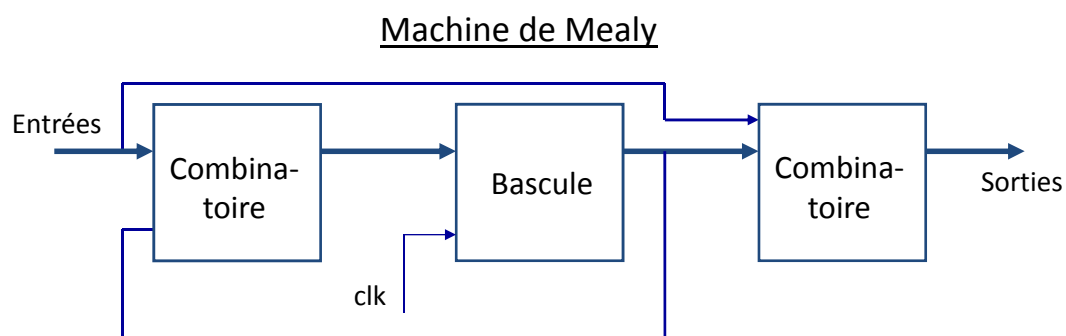 Machine de Mealy
Entrées
Combina-
toire
Bascule
Combina-
toire
Sorties
clk